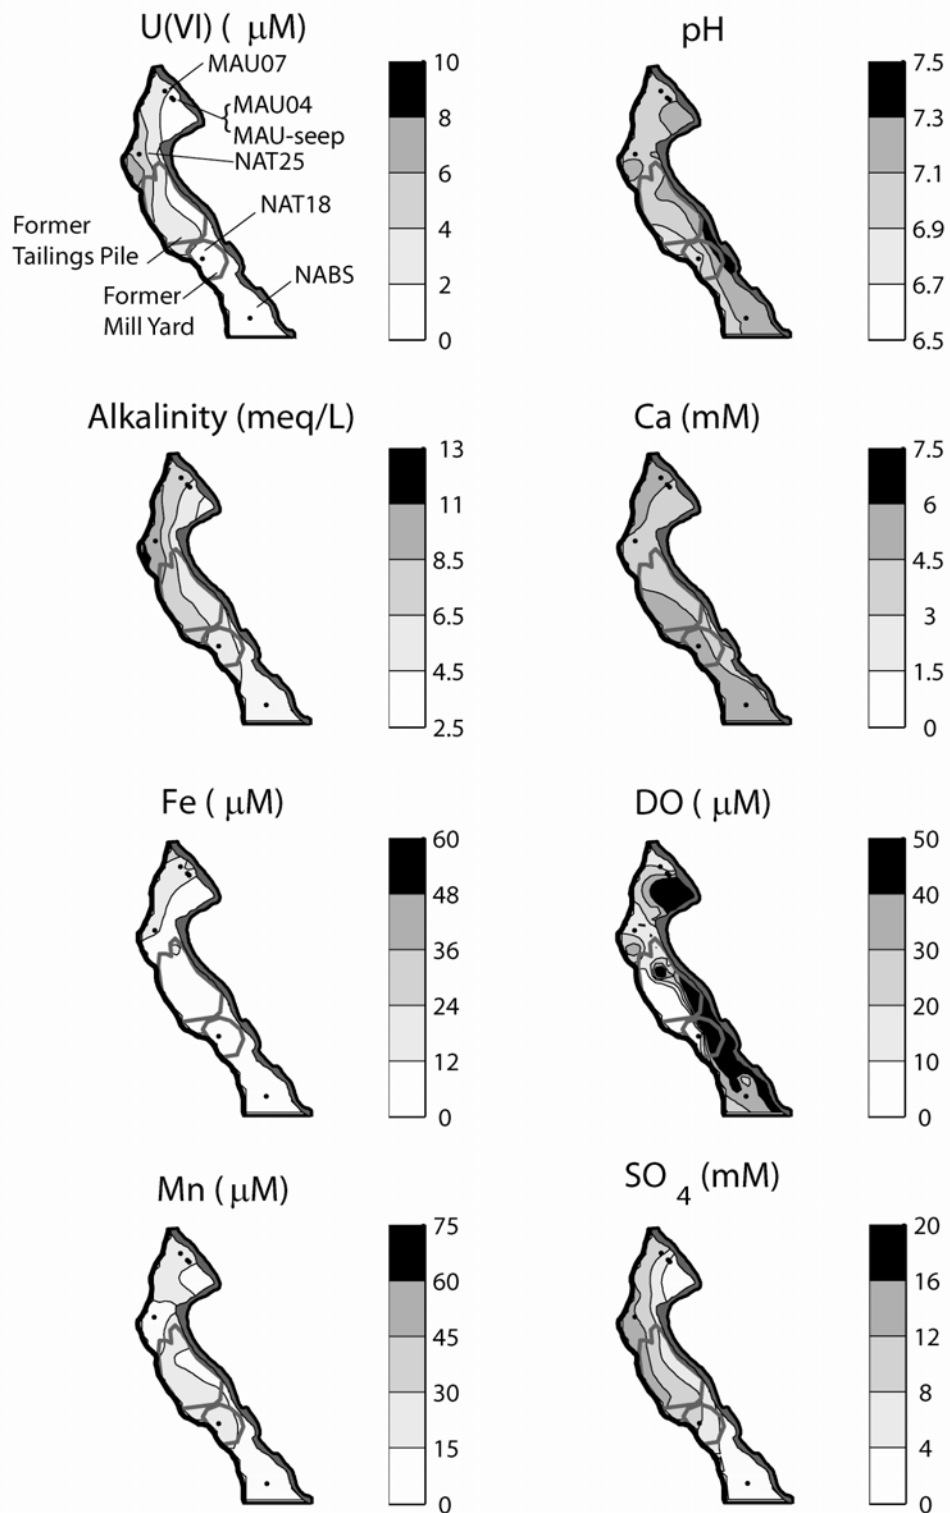 U(VI) ( μM)
MAU07
MAU04
MAU-seep
NAT25
NAT18
NABS
Former
Tailings Pile
Former
Mill Yard
10
8
6
4
2
0
pH
7.5
7.3
7.1
6.9
6.7
6.5
Alkalinity (meq/L)
13
11
8.5
6.5
4.5
2.5
Ca (mM)
7.5
6
4.5
3
1.5
0
Fe ( μM)
60
48
36
24
12
0
DO ( μM)
50
40
30
20
10
0
Mn (μM)
75
60
45
30
15
0
SO 4 (mM)
20
16
12
8
4
0